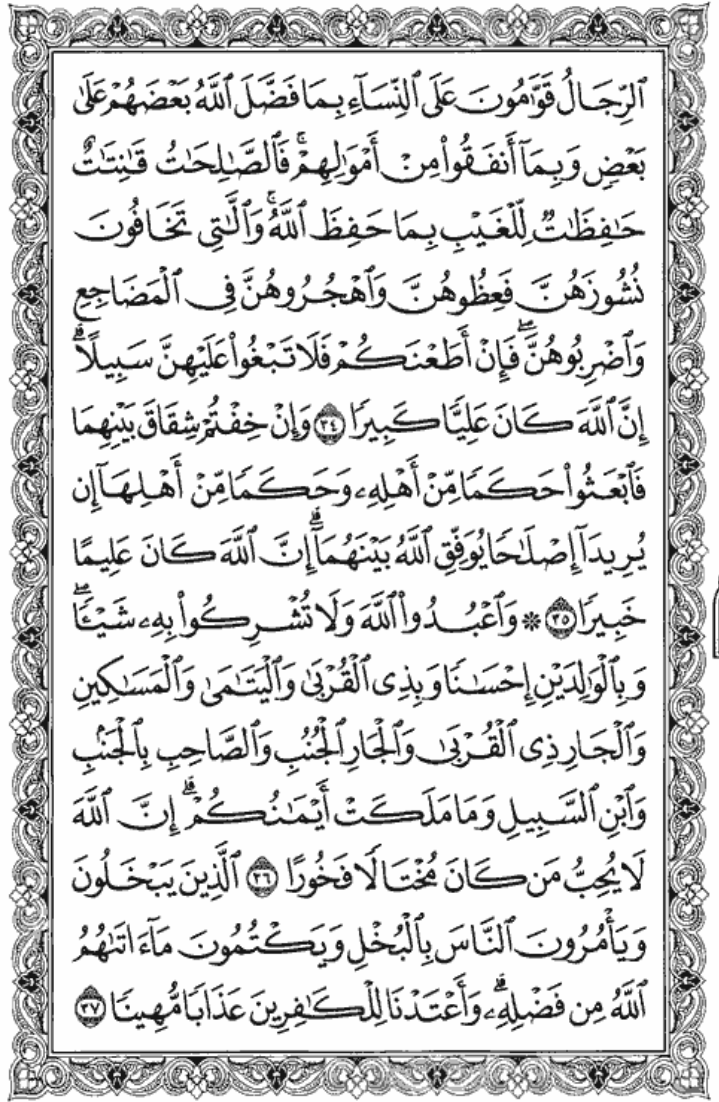 ٱلرِّجَالُ قَوَّٰمُونَ عَلَى ٱلنِّسَآءِ بِمَا فَضَّلَ ٱللَّهُ بَعۡضَهُمۡ عَلَىٰ
بَعۡضٖ وَبِمَآ أَنفَقُواْ مِنۡ أَمۡوَٰلِهِمۡۚ فَٱلصَّٰلِحَٰتُ قَٰنِتَٰتٌ
حَٰفِظَٰتٞ لِّلۡغَيۡبِ بِمَا حَفِظَ ٱللَّهُۚ وَٱلَّٰتِي تَخَافُونَ
نُشُوزَهُنَّ فَعِظُوهُنَّ وَٱهۡجُرُوهُنَّ فِي ٱلۡمَضَاجِعِ
وَٱضۡرِبُوهُنَّۖ فَإِنۡ أَطَعۡنَكُمۡ فَلَا تَبۡغُواْ عَلَيۡهِنَّ سَبِيلًاۗ
إِنَّ ٱللَّهَ كَانَ عَلِيّٗا كَبِيرٗا ٣٤ وَإِنۡ خِفۡتُمۡ شِقَاقَ بَيۡنِهِمَا
فَٱبۡعَثُواْ حَكَمٗا مِّنۡ أَهۡلِهِۦ وَحَكَمٗا مِّنۡ أَهۡلِهَآ إِن
يُرِيدَآ إِصۡلَٰحٗا يُوَفِّقِ ٱللَّهُ بَيۡنَهُمَآۗ إِنَّ ٱللَّهَ كَانَ عَلِيمًا
خَبِيرٗا ٣٥ ۞ وَٱعۡبُدُواْ ٱللَّهَ وَلَا تُشۡرِكُواْ بِهِۦ شَيۡـٔٗاۖ
وَبِٱلۡوَٰلِدَيۡنِ إِحۡسَٰنٗا وَبِذِي ٱلۡقُرۡبَىٰ وَٱلۡيَتَٰمَىٰ وَٱلۡمَسَٰكِينِ
وَٱلۡجَارِ ذِي ٱلۡقُرۡبَىٰ وَٱلۡجَارِ ٱلۡجُنُبِ وَٱلصَّاحِبِ بِٱلۡجَنۢبِ
وَٱبۡنِ ٱلسَّبِيلِ وَمَا مَلَكَتۡ أَيۡمَٰنُكُمۡۗ إِنَّ ٱللَّهَ
لَا يُحِبُّ مَن كَانَ مُخۡتَالٗا فَخُورًا ٣٦ ٱلَّذِينَ يَبۡخَلُونَ
وَيَأۡمُرُونَ ٱلنَّاسَ بِٱلۡبُخۡلِ وَيَكۡتُمُونَ مَآ ءَاتَىٰهُمُ
ٱللَّهُ مِن فَضۡلِهِۦۗ وَأَعۡتَدۡنَا لِلۡكَٰفِرِينَ عَذَابٗا مُّهِينٗا ٣٧